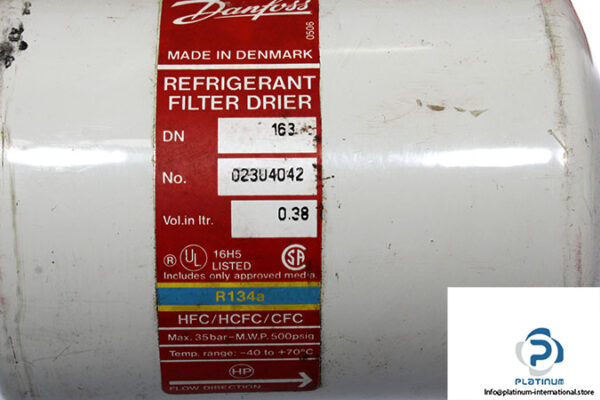 Danfoss
0506
MADE IN DENMARK
REFRIGERANT
FILTER DRIER
DN 163
No. 023U4042
Vol.in ltr. 0.38
® UL 16H5 LISTED SA
Includes only approved media.
R134a
HFC/HCFC/CFC
Max. 35bar-M.W.P. 500psig
Temp. range: -40 to +70°C
HP
FLOW DIRECTION
PLATINUM
Info@platinum-international.store